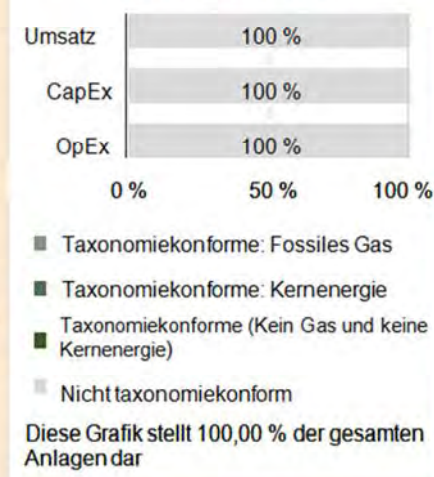 Umsatz 100 %
CapEx 100 %
OpEx 100 %
0 % 50 % 100 %
Taxonomiekonforme: Fossiles Gas
Taxonomiekonforme: Kernenergie
Taxonomiekonforme (Kein Gas und keine
Kernenergie)
Nicht taxonomiekonform
Diese Grafik stellt 100,00 % der gesamten
Anlagen dar